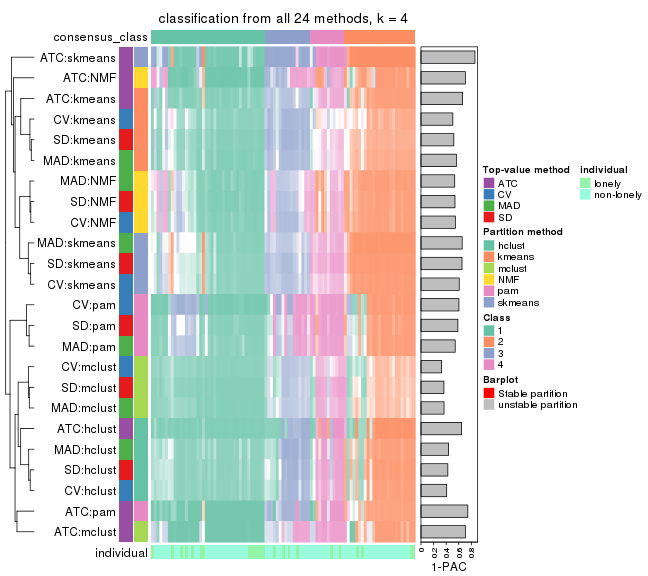 classification from all 24 methods, k = 4
consensus_class
ATC:skmeans
ATC:NMF
ATC:kmeans
CV:kmeans
SD:kmeans
MAD:kmeans
MAD:NMF
SD:NMF
CV:NMF
MAD:skmeans
SD:skmeans
CV:skmeans
CV:pam
SD:pam
MAD:pam
CV:mclust
SD:mclust
MAD:mclust
ATC:hclust
MAD:hclust
SD:hclust
CV:hclust
ATC:pam
ATC:mclust
individual
0 0.2 0.4 0.6 0.8
1-PAC
Top-value method
ATC
CV
MAD
SD
Partition method
hclust
kmeans
mclust
NMF
pam
skmeans
Class
1
2
3
4
Barplot
Stable partition
unstable partition
individual
lonely
non-lonely